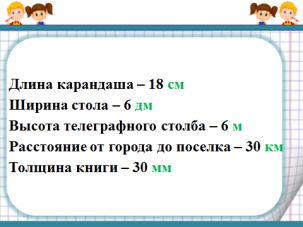 Длина карандаша – 18 см
Ширина стола – 6 дм
Высота телеграфного столба – 6 м
Расстояние от города до поселка – 30 км
Толщина книги – 30 мм